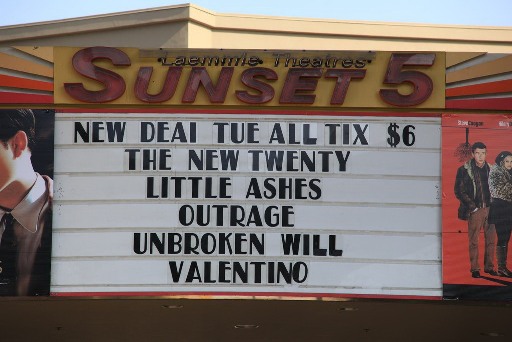 Laemmle Theatres
SUNSET 5
NEW DEAL TUE ALL TIX $6
THE NEW TWENTY
LITTLE ASHES
OUTRAGE
UNBROKEN WILL
VALENTINO